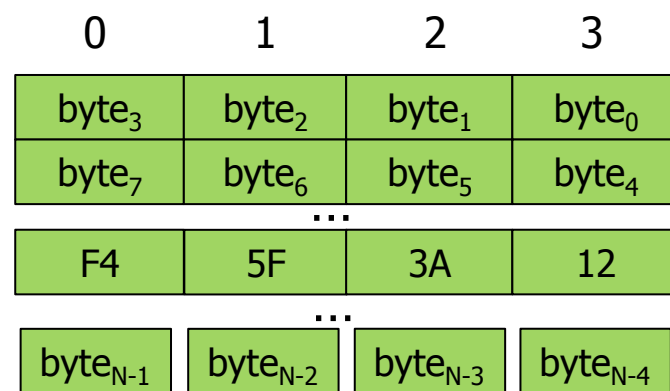 0 1 2 3
byte3 byte2 byte1 byte0
byte7 byte6 byte5 byte4
...
F4 5F 3A 12
...
byteN-1 byteN-2 byteN-3 byteN-4